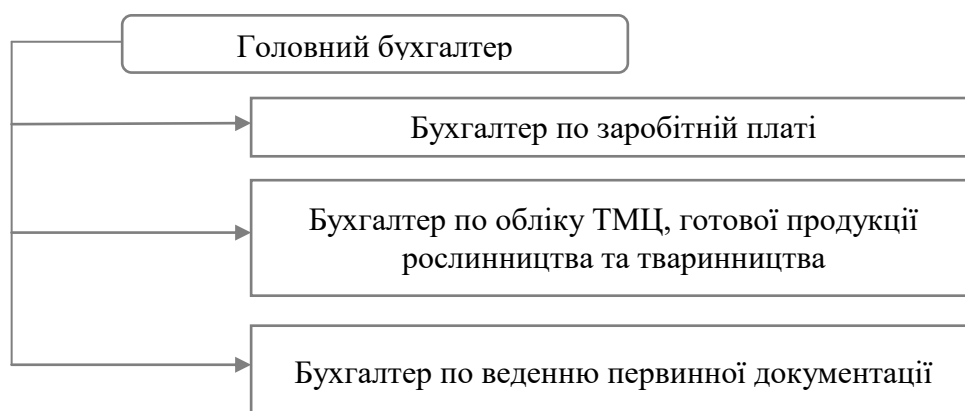 Головний бухгалтер
Бухгалтер по заробітній платі
Бухгалтер по обліку ТМЦ, готової продукції
рослинництва та тваринництва
Бухгалтер по веденню первинної документації